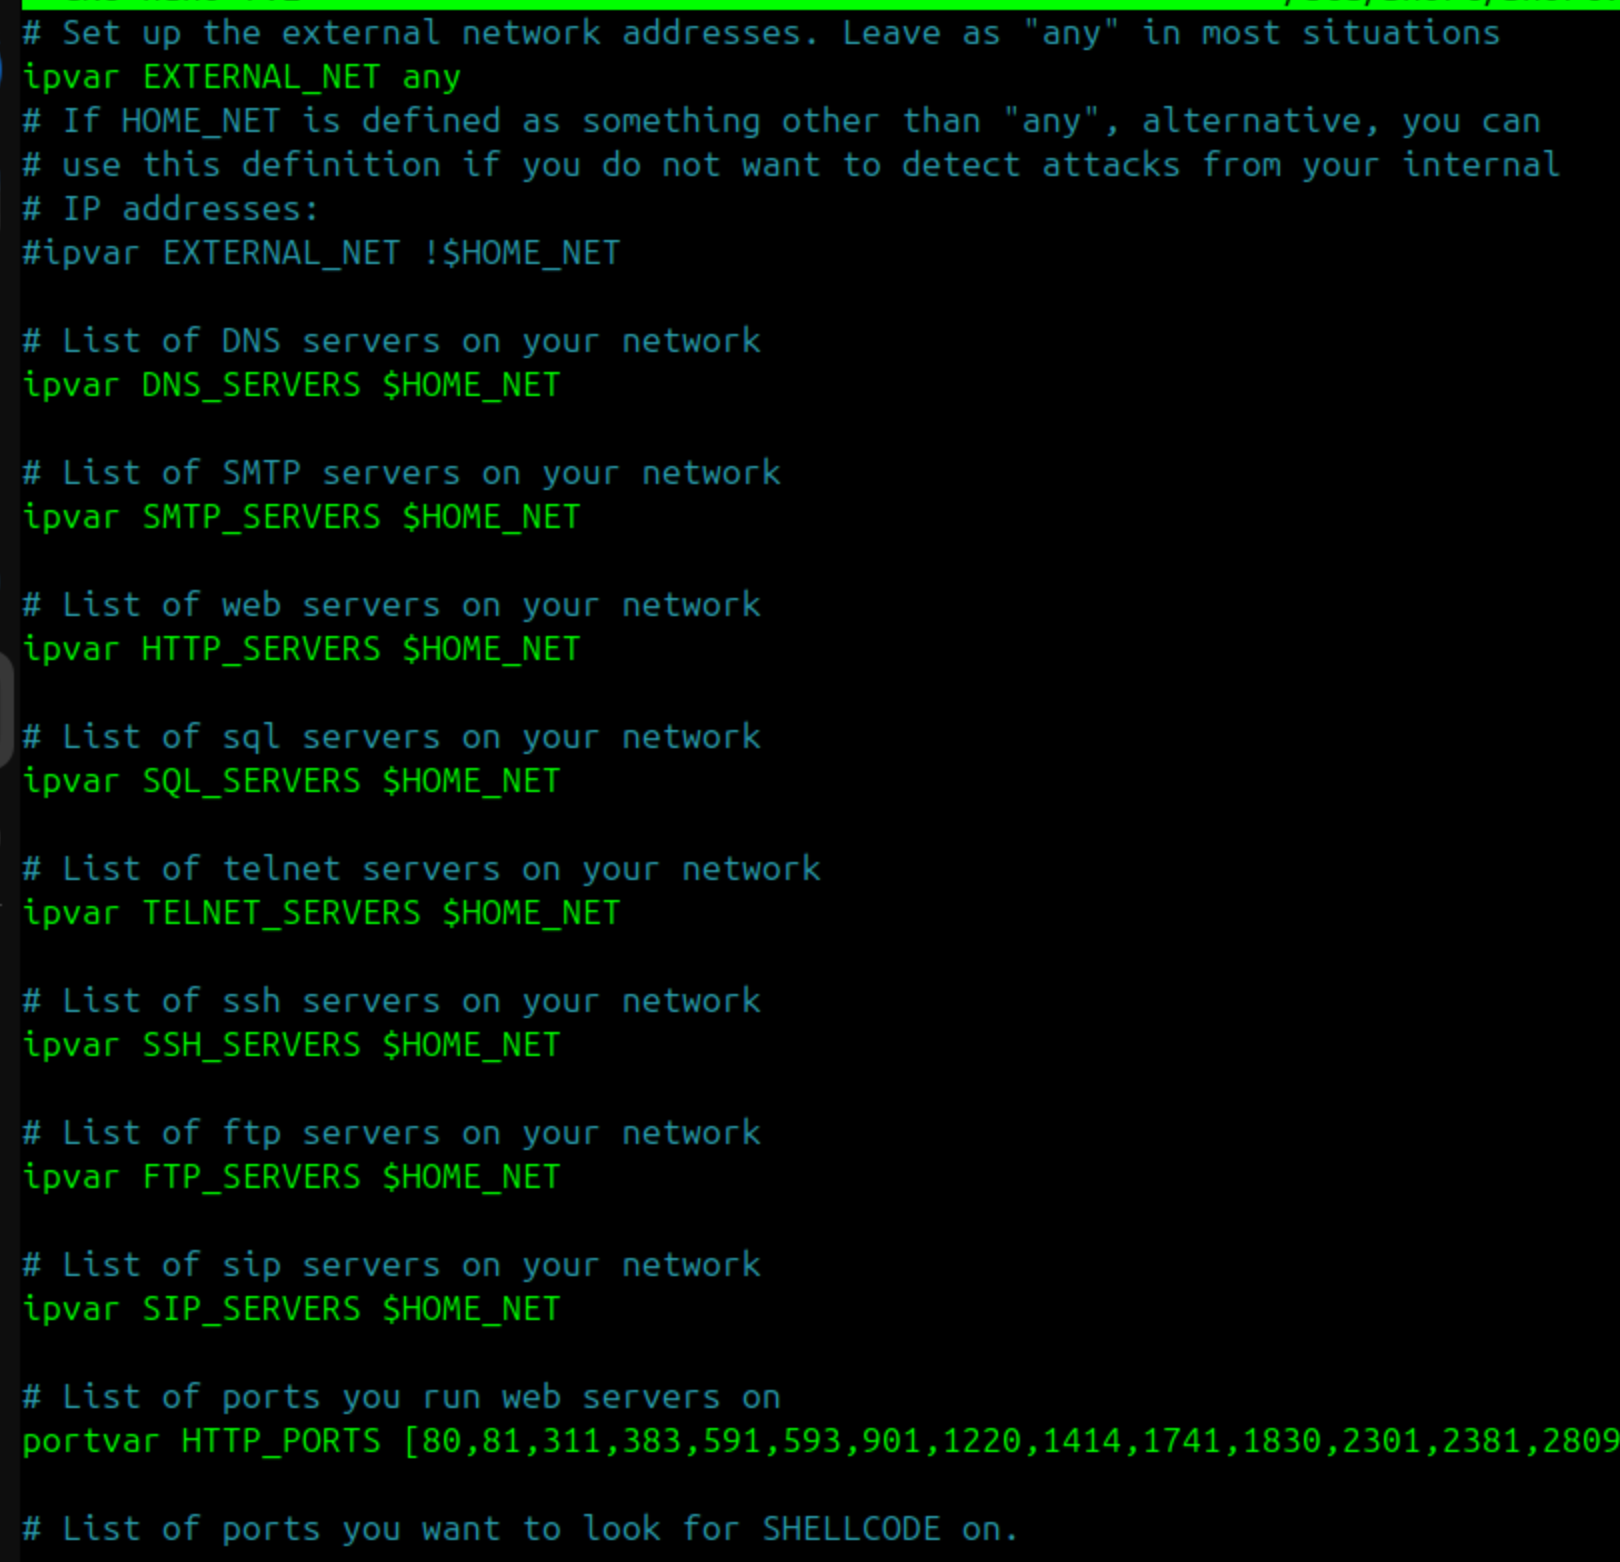 # Set up the external network addresses. Leave as "any" in most situations
ipvar EXTERNAL_NET any
# If HOME_NET is defined as something other than "any", alternative, you can
# use this definition if you do not want to detect attacks from your internal
# IP addresses:
#ipvar EXTERNAL_NET !$HOME_NET
# List of DNS servers on your network
ipvar DNS_SERVERS $HOME_NET
# List of SMTP servers on your network
ipvar SMTP_SERVERS $HOME_NET
# List of web servers on your network
ipvar HTTP_SERVERS $HOME_NET
# List of sql servers on your network
ipvar SQL_SERVERS $HOME_NET
# List of telnet servers on your network
ipvar TELNET_SERVERS $HOME_NET
# List of ssh servers on your network
ipvar SSH_SERVERS $HOME_NET
# List of ftp servers on your network
ipvar FTP_SERVERS $HOME_NET
# List of sip servers on your network
ipvar SIP_SERVERS $HOME_NET
# List of ports you run web servers on
portvar HTTP_PORTS [80,81,311,383,591,593,901,1220,1414,1741,1830,2301,2381,2809
# List of ports you want to look for SHELLCODE on.